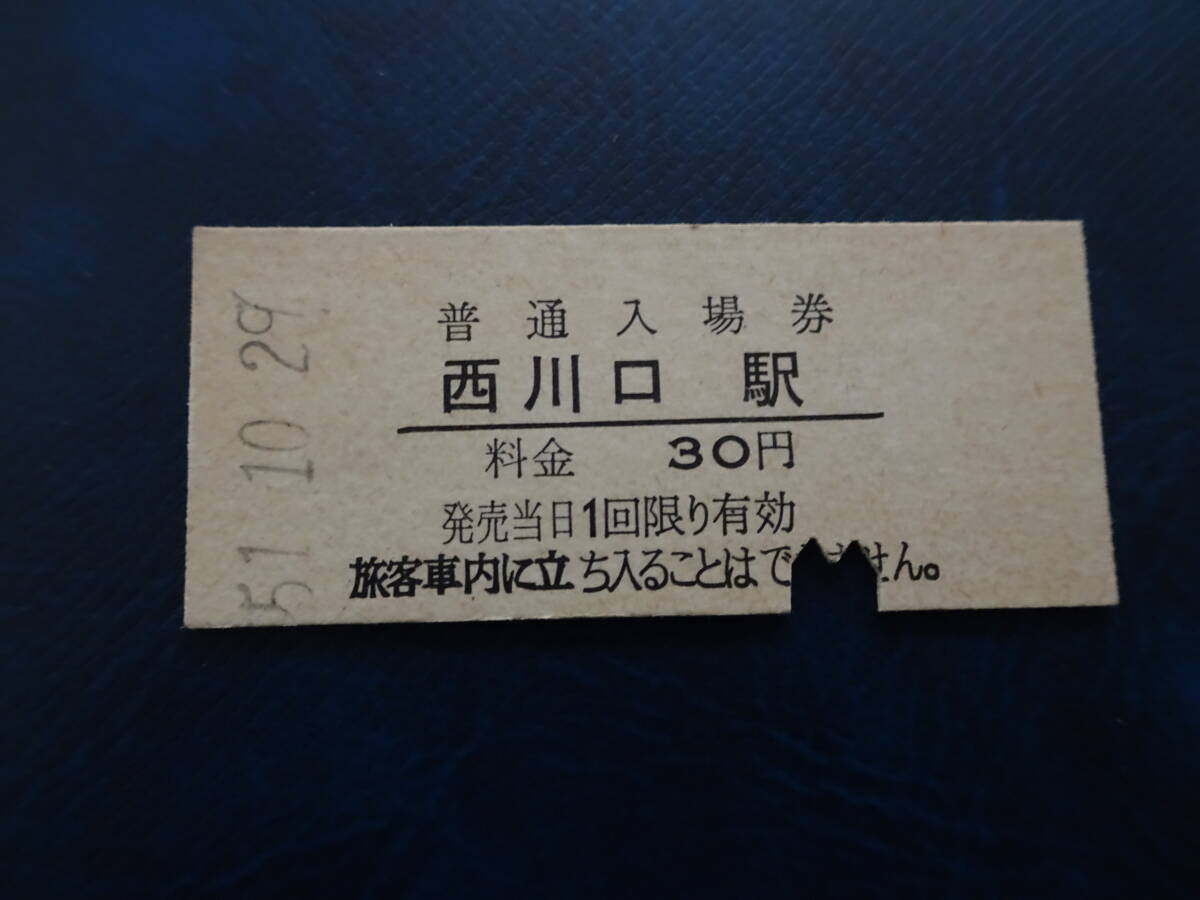 51.10.29
普通入場券
西川口 駅
料金 30円
発売当日1回限り有効
旅客車内に立ち入ることはで せん。